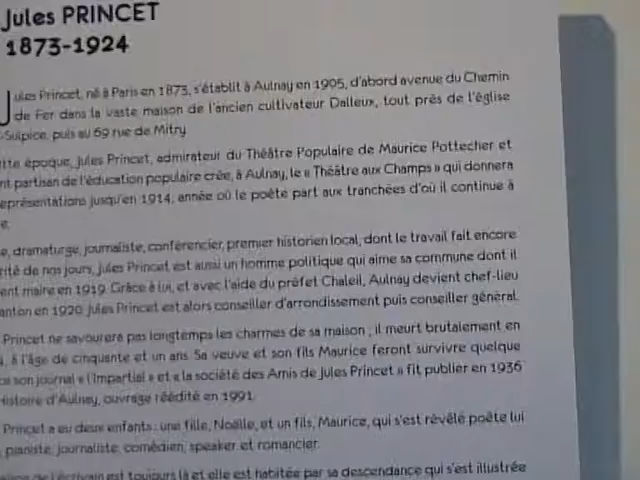 Jules PRINCET
1873-1924
Jules Princet, né à Paris en 1873, s'établit à Aulnay en 1905, d'abord avenue du Chemin
de Fer dans la vaste maison de l'ancien cultivateur Dalleux, tout près de l'église
Sulpice, puis au 69 rue de Mitry
tte époque, Jules Princet, admirateur du Théâtre Populaire de Maurice Pottecher et
nt partisan de l'éducation populaire crée, à Aulnay, le « Théâtre aux Champs » qui donnera
eprésentations jusqu'en 1914, année où le poète part aux tranchées d'où il continue à
e.
e, dramaturge, journaliste, conférencier, premier historien local, dont le travail fait encore
rité de nos jours, Jules Princet est aussi un homme politique qui aime sa commune dont il
ent maire en 1919. Grâce à lui, et avec l'aide du préfet Chaleil, Aulnay devient chef-lieu
anton en 1920. Jules Princet est alors conseiller d'arrondissement puis conseiller général.
Princet ne savourera pas longtemps les charmes de sa maison ; il meurt brutalement en
, à l'âge de cinquante et un ans. Sa veuve et son fils Maurice feront survivre quelque
s son journal « l'Impartial » et « la société des Amis de Jules Princet » fit publier en 1936
Histoire d'Aulnay, ouvrage réédité en 1991.
Princet a eu deux enfants : une fille, Noëlle, et un fils, Maurice, qui s'est révélé poète lui
pianiste, journaliste, comédien, speaker et romancier.
de l'écrivain est toujours là et elle est habitée par sa descendance qui s'est illustrée